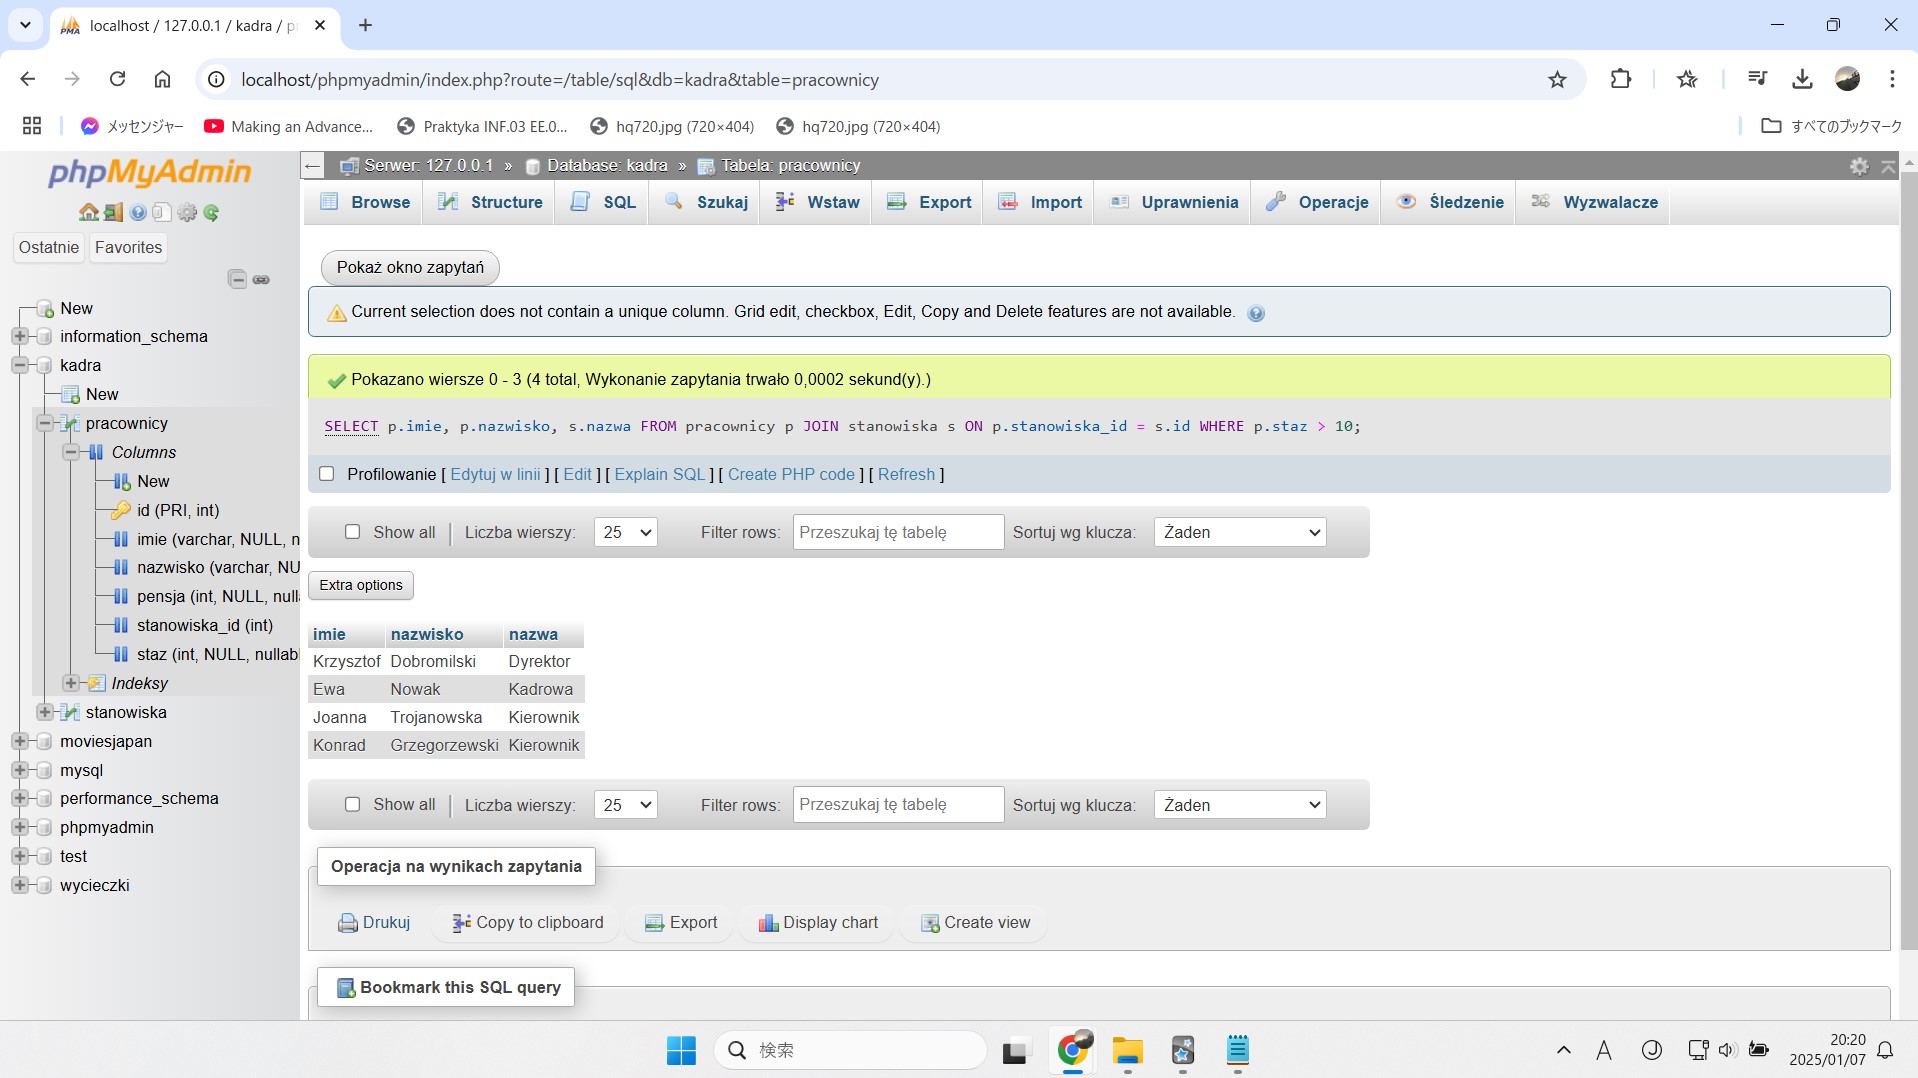 PMA localhost / 127.0.0.1 / kadra / pr
localhost/phpmyadmin/index.php?route=/table/sql&db=kadra&table=pracownicy
メッセンジャー Making an Advance... Praktyka INF.03 EE.0... hq720.jpg (720×404) hq720.jpg (720×404) すべてのブックマーク
phpMyAdmin
Ostatnie Favorites
New
information_schema
kadra
New
pracownicy
Columns
New
id (PRI, int)
imie (varchar, NULL, n
nazwisko (varchar, NU
pensja (int, NULL, null
stanowiska_id (int)
staz (int, NULL, nullabl
Indeksy
stanowiska
moviesjapan
mysql
performance_schema
phpmyadmin
test
wycieczki
Serwer: 127.0.0.1 » Database: kadra » Tabela: pracownicy
Browse Structure SQL Szukaj Wstaw Export Import Uprawnienia Operacje Śledzenie Wyzwalacze
Pokaż okno zapytań
Current selection does not contain a unique column. Grid edit, checkbox, Edit, Copy and Delete features are not available.
Pokazano wiersze 0 - 3 (4 total, Wykonanie zapytania trwało 0,0002 sekund(y).)
SELECT p.imie, p.nazwisko, s.nazwa FROM pracownicy p JOIN stanowiska s ON p.stanowiska_id = s.id WHERE p.staz > 10;
Profilowanie [ Edytuj w linii ] [ Edit ] [ Explain SQL ] [ Create PHP code ] [ Refresh ]
Show all Liczba wierszy: 25 Filter rows: Przeszukaj tę tabelę Sortuj wg klucza: Żaden
Extra options
imie nazwisko nazwa
Krzysztof Dobromilski Dyrektor
Ewa Nowak Kadrowa
Joanna Trojanowska Kierownik
Konrad Grzegorzewski Kierownik
Show all Liczba wierszy: 25 Filter rows: Przeszukaj tę tabelę Sortuj wg klucza: Żaden
Operacja na wynikach zapytania
Drukuj Copy to clipboard Export Display chart Create view
Bookmark this SQL query
検索
A J 20:20
2025/01/07